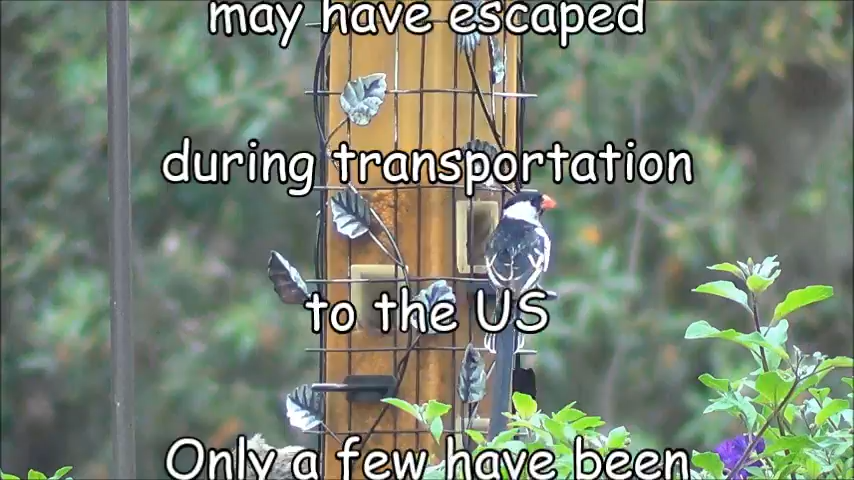 may have escaped
during transportation
to the US
Only a few have been